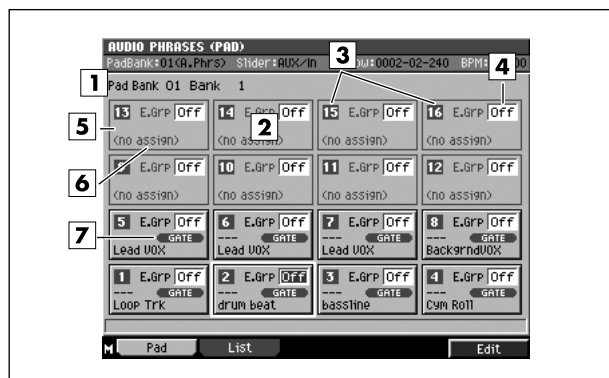 AUDIO PHRASES (PAD)
PadBank:01(A.Phrs) Slider:AUX/In 0002-02-240 BPM:
Pad Bank 01 Bank 1
13 E.Grp Off 14 E.Grp Off 15 E.Grp Off 16 E.Grp Off
(no assign) (no assign) (no assign) (no assign)
E.Grp Off 10 E.Grp Off 11 E.Grp Off 12 E.Grp Off
(no assign) (no assign) (no assign) (no assign)
5 E.Grp Off 6 E.Grp Off 7 E.Grp Off 8 E.Grp Off
--- GATE --- GATE --- GATE --- GATE
Lead VOX Lead VOX Lead VOX BackgrndVOX
1 E.Grp Off 2 E.Grp Off 3 E.Grp Off 4 E.Grp Off
--- GATE --- GATE --- GATE --- GATE
Loop Trk drum beat bassline Cym Roll
M Pad List Edit
1
2
3
4
5
6
7